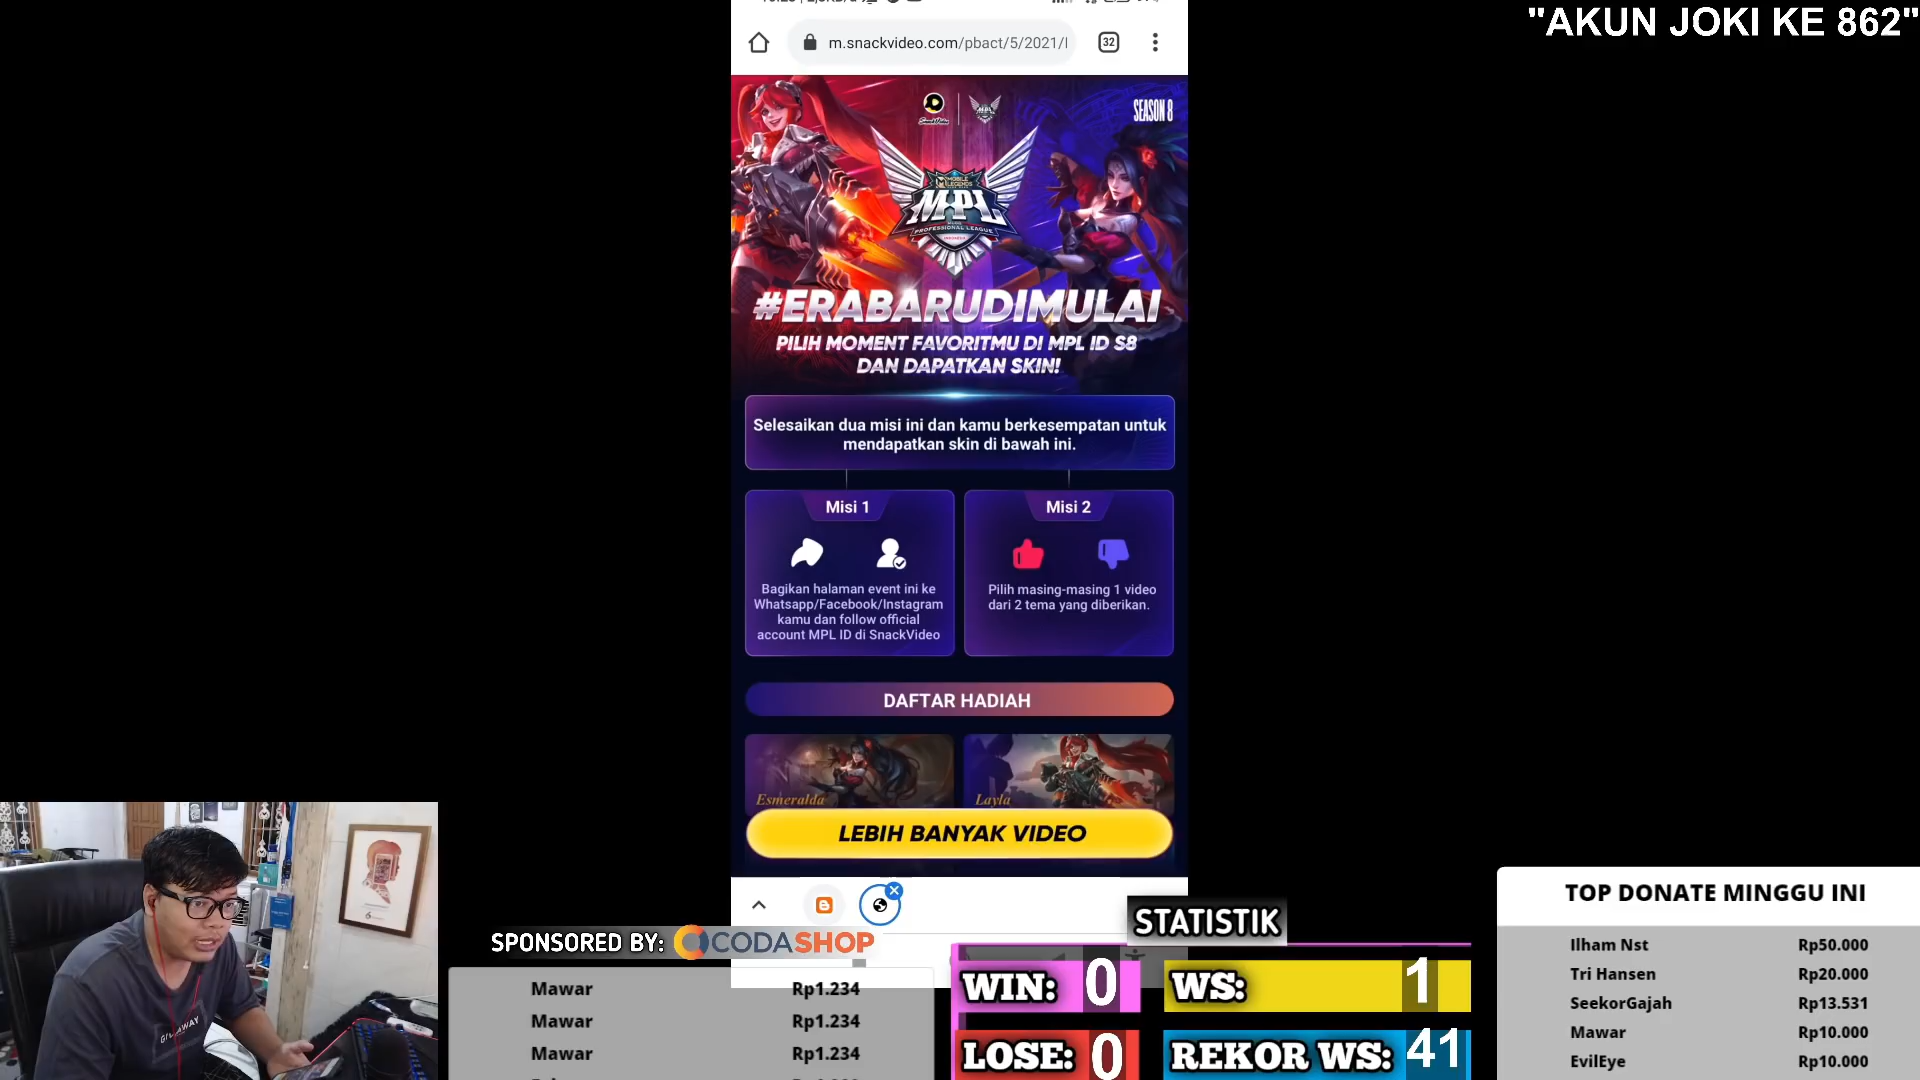 "AKUN JOKI KE 862"
m.snackvideo.com/pbact/5/2021/
32
SnackVideo
SEASON 8
MOBILE LEGENDS
MPL
PROFESSIONAL LEAGUE
INDONESIA
#ERABARUDIMULAI
PILIH MOMENT FAVORITMU DI MPL ID S8
DAN DAPATKAN SKIN!
Selesaikan dua misi ini dan kamu berkesempatan untuk
mendapatkan skin di bawah ini.
Misi 1
Bagikan halaman event ini ke
Whatsapp/Facebook/Instagram
kamu dan follow official
account MPL ID di SnackVideo
Misi 2
Pilih masing-masing 1 video
dari 2 tema yang diberikan.
DAFTAR HADIAH
Esmeralda
Layla
LEBIH BANYAK VIDEO
SPONSORED BY: CODASHOP
Mawar Rp1.234
Mawar Rp1.234
Mawar Rp1.234
STATISTIK
WIN: 0
WS: 1
LOSE: 0
REKOR WS: 41
TOP DONATE MINGGU INI
Ilham Nst Rp50.000
Tri Hansen Rp20.000
SeekorGajah Rp13.531
Mawar Rp10.000
EvilEye Rp10.000